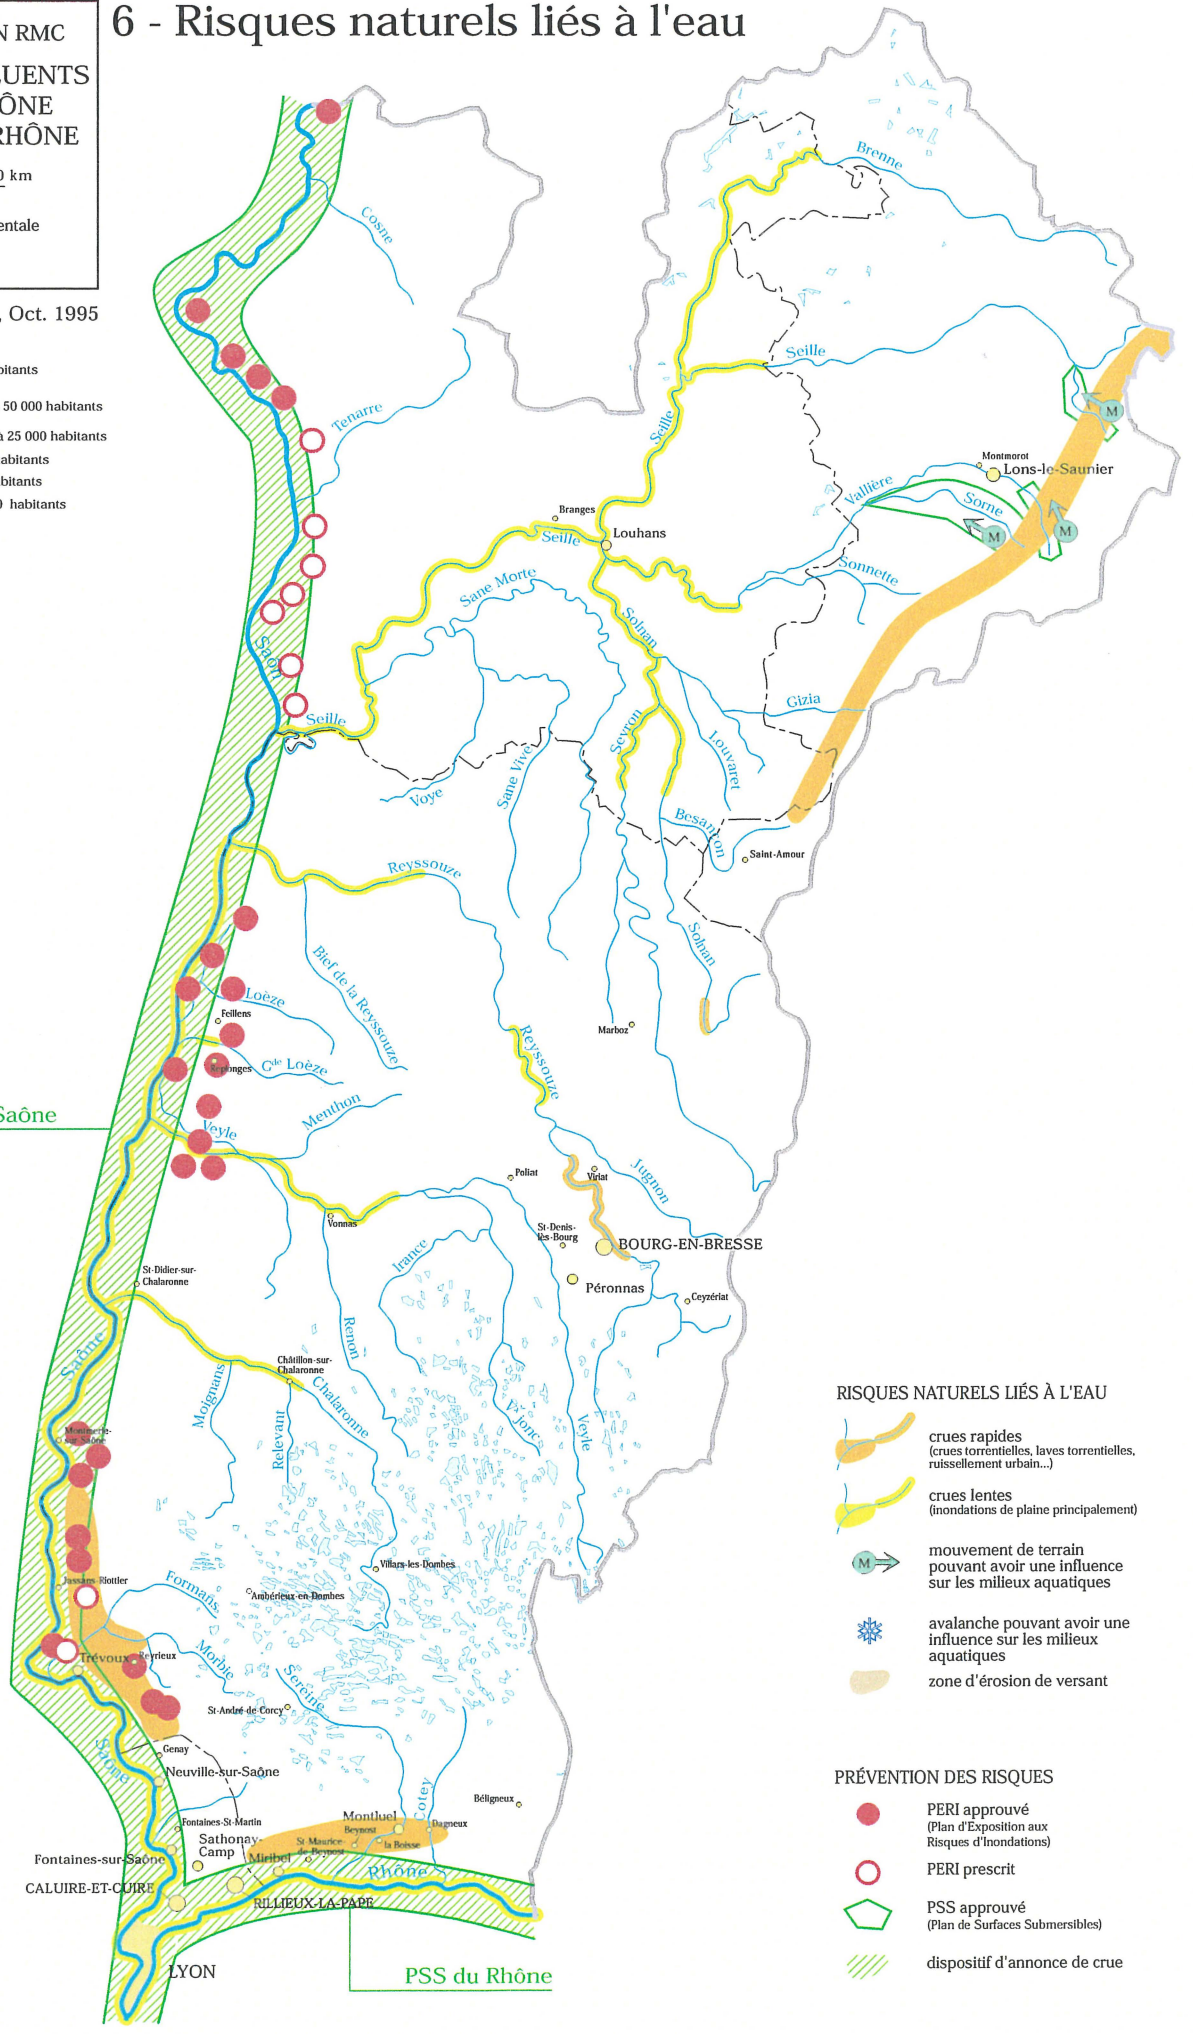 6 - Risques naturels liés à l'eau
N RMC
LUENTS
ÔNE
RHÔNE
0 km
entale
, Oct. 1995
bitants
50 000 habitants
à 25 000 habitants
abitants
bitants
0 habitants
Cosne
Brenne
Seille
Tenarre
Seille
Montmorot
Lons-le-Saunier
Vallière
Sorne
M
M
M
Branges
Seille
Louhans
Sonnette
Sane Morte
Solnan
Saôn
Seille
Gizia
Sevron
Louvaret
Sane Vive
Voye
Besançon
Saint-Amour
Reyssouze
Solnan
Bief de la Reyssouze
Loèze
Feillens
Marboz
Reyssouze
Replonges
Gde Loèze
Saône
Menthon
Veyle
Poliat
Viriat
Jugnon
Vonnas
St-Denis-
lès-Bourg
BOURG-EN-BRESSE
Irance
St-Didier-sur-
Chalaronne
Péronnas
Ceyzériat
Saône
Renon
Châtillon-sur-
Chalaronne
Moignans
Chalaronne
Relevant
Vx Jonc
Veyle
Montmerle-
sur-Saône
Villars-les-Dombes
Jassans Riottier
Formans
Ambérieux-en-Dombes
Trévoux
Reyrieux
Morbie
Sereine
St-André-de-Corcy
Saône
Genay
Neuville-sur-Saône
Cotey
Béligneux
Fontaines-St-Martin
Montluel
Dagneux
Sathonay-
Camp
Beynost
St-Maurice-
de-Beynost
la Boisse
Fontaines-sur-Saône
Miribel
Rhône
CALUIRE-ET-CUIRE
RILLIEUX-LA-PAPE
LYON
PSS du Rhône
RISQUES NATURELS LIÉS À L'EAU
crues rapides
(crues torrentielles, laves torrentielles,
ruissellement urbain...)
crues lentes
(inondations de plaine principalement)
M
mouvement de terrain
pouvant avoir une influence
sur les milieux aquatiques
avalanche pouvant avoir une
influence sur les milieux
aquatiques
zone d'érosion de versant
PRÉVENTION DES RISQUES
PERI approuvé
(Plan d'Exposition aux
Risques d'Inondations)
PERI prescrit
PSS approuvé
(Plan de Surfaces Submersibles)
dispositif d'annonce de crue